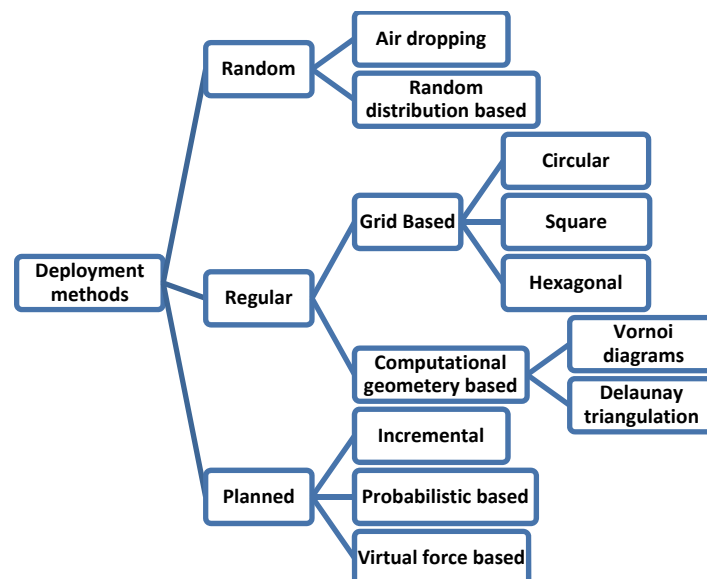 Deployment
methods
Random
Air dropping
Random
distribution based
Regular
Grid Based
Circular
Square
Hexagonal
Computational
geometery based
Vornoi
diagrams
Delaunay
triangulation
Planned
Incremental
Probabilistic based
Virtual force based